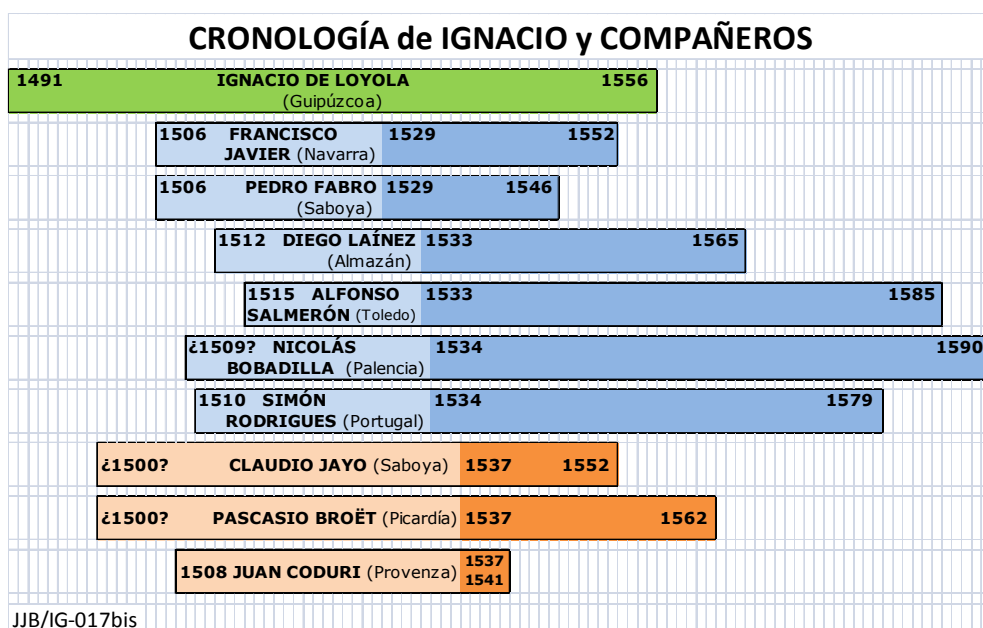 CRONOLOGÍA de IGNACIO y COMPAÑEROS
1491 IGNACIO DE LOYOLA 1556
(Guipúzcoa)
1506 FRANCISCO 1529 1552
JAVIER (Navarra)
1506 PEDRO FABRO 1529 1546
(Saboya)
1512 DIEGO LAÍNEZ 1533 1565
(Almazán)
1515 ALFONSO 1533 1585
SALMERÓN (Toledo)
¿1509? NICOLÁS 1534 1590
BOBADILLA (Palencia)
1510 SIMÓN 1534 1579
RODRIGUES (Portugal)
¿1500? CLAUDIO JAYO (Saboya) 1537 1552
¿1500? PASCASIO BROËT (Picardía) 1537 1562
1508 JUAN CODURI (Provenza) 1537
1541
JJB/IG-017bis